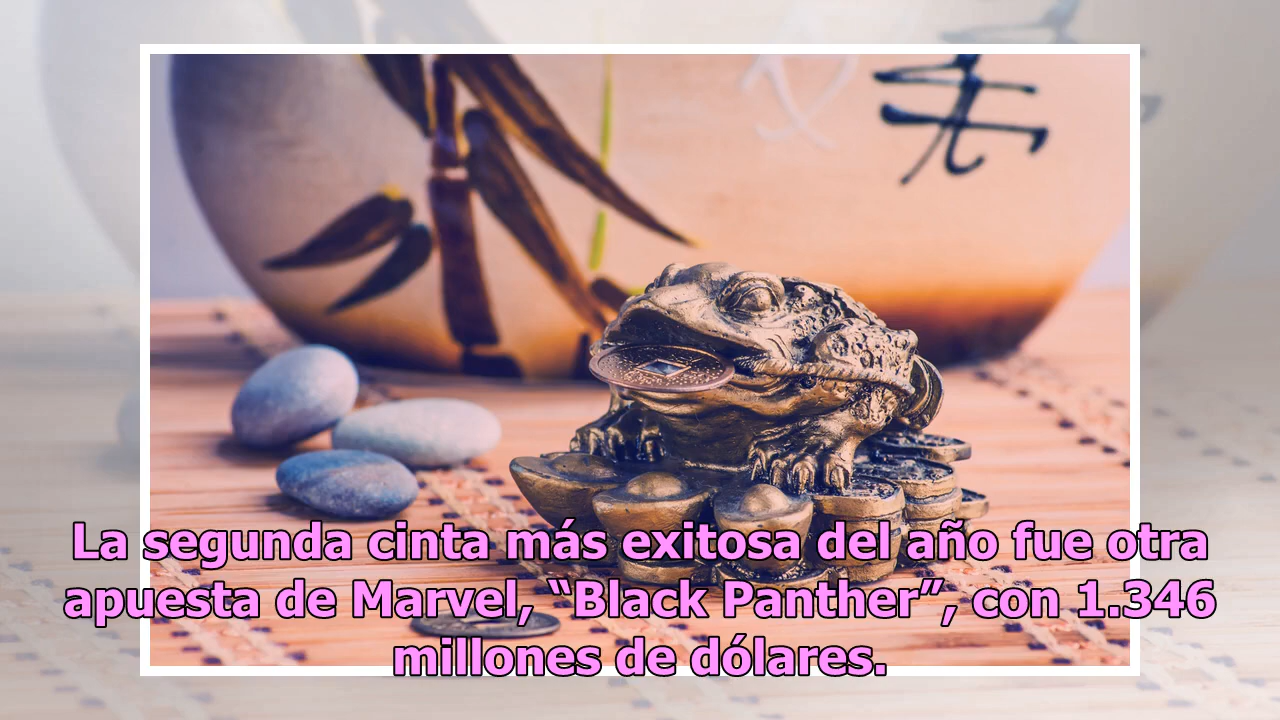 La segunda cinta más exitosa del año fue otra
apuesta de Marvel, “Black Panther”, con 1.346
millones de dólares.